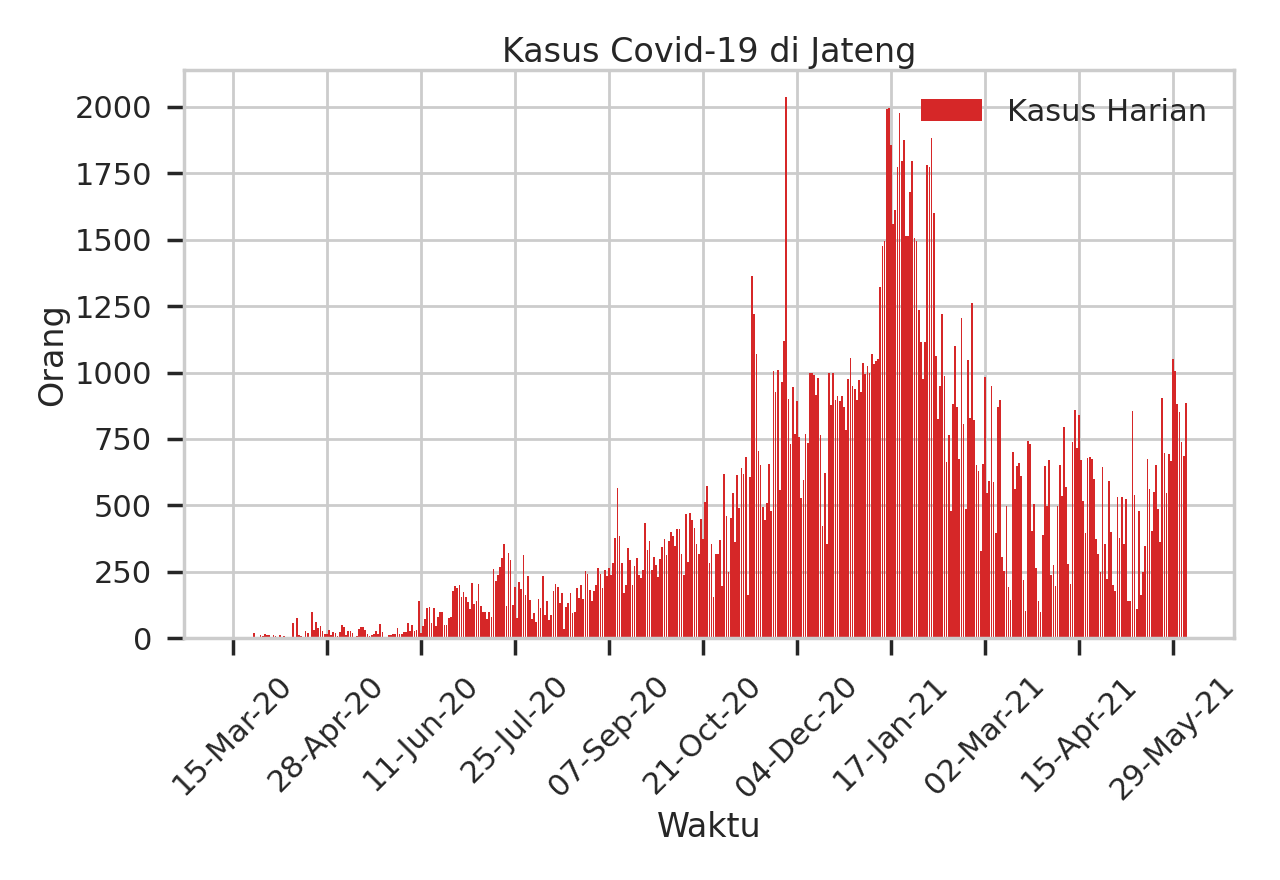 Kasus Covid-19 di Jateng
Kasus Harian
Orang
2000
1750
1500
1250
1000
750
500
250
0
15-Mar-20
28-Apr-20
11-Jun-20
25-Jul-20
07-Sep-20
21-Oct-20
04-Dec-20
17-Jan-21
02-Mar-21
15-Apr-21
29-May-21
Waktu